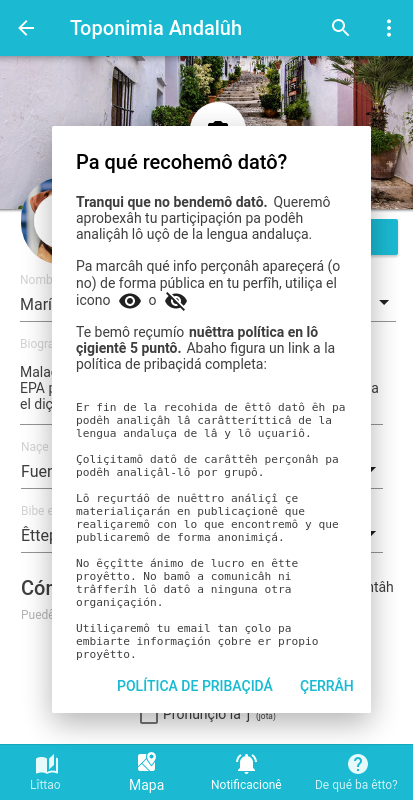 Toponimia Andalûh
Pa qué recohemô datô?
Tranqui que no bendemô datô. Queremô
aprobexâh tu partiçipaçión pa podêh
analiçâh lô uçô de la lengua andaluça.
Pa marcâh qué info perçonâh apareçerá (o
no) de forma pública en tu perfîh, utiliça el
icono o
Te bemô reçumío nuêttra política en lô
çigientê 5 puntô. Abaho figura un link a la
política de pribaçidá completa:
Er fin de la recohida de êttô datô êh pa
podêh analiçâh lâ carâtterítticâ de la
lengua andaluça de lâ y lô uçuariô.
Çoliçitamô datô de carâttêh perçonâh pa
podêh analiçâl-lô por grupô.
Lô reçurtáô de nuêttro análiçî çe
materialiçarán en publicaçionê que
realiçaremô con lo que encontremô y que
publicaremô de forma anonimiçá.
No êççîtte ánimo de lucro en êtte
proyêtto. No bamô a comunicâh ni
trâfferîh lô datô a ninguna otra
organiçaçión.
Utiliçaremô tu email tan çolo pa
embiarte informaçión çobre er propio
proyêtto.
POLÍTICA DE PRIBAÇIDÁ ÇERRÂH
Nomb
Marí
Biogra
Mala
EPA p a
el diç
Naçe
Fuer
Bibe e
Êttep
Cón ntâh
Puedê
Pronunçio la "j" (jota)
Lîttao Mapa Notificacionê De qué ba êtto?